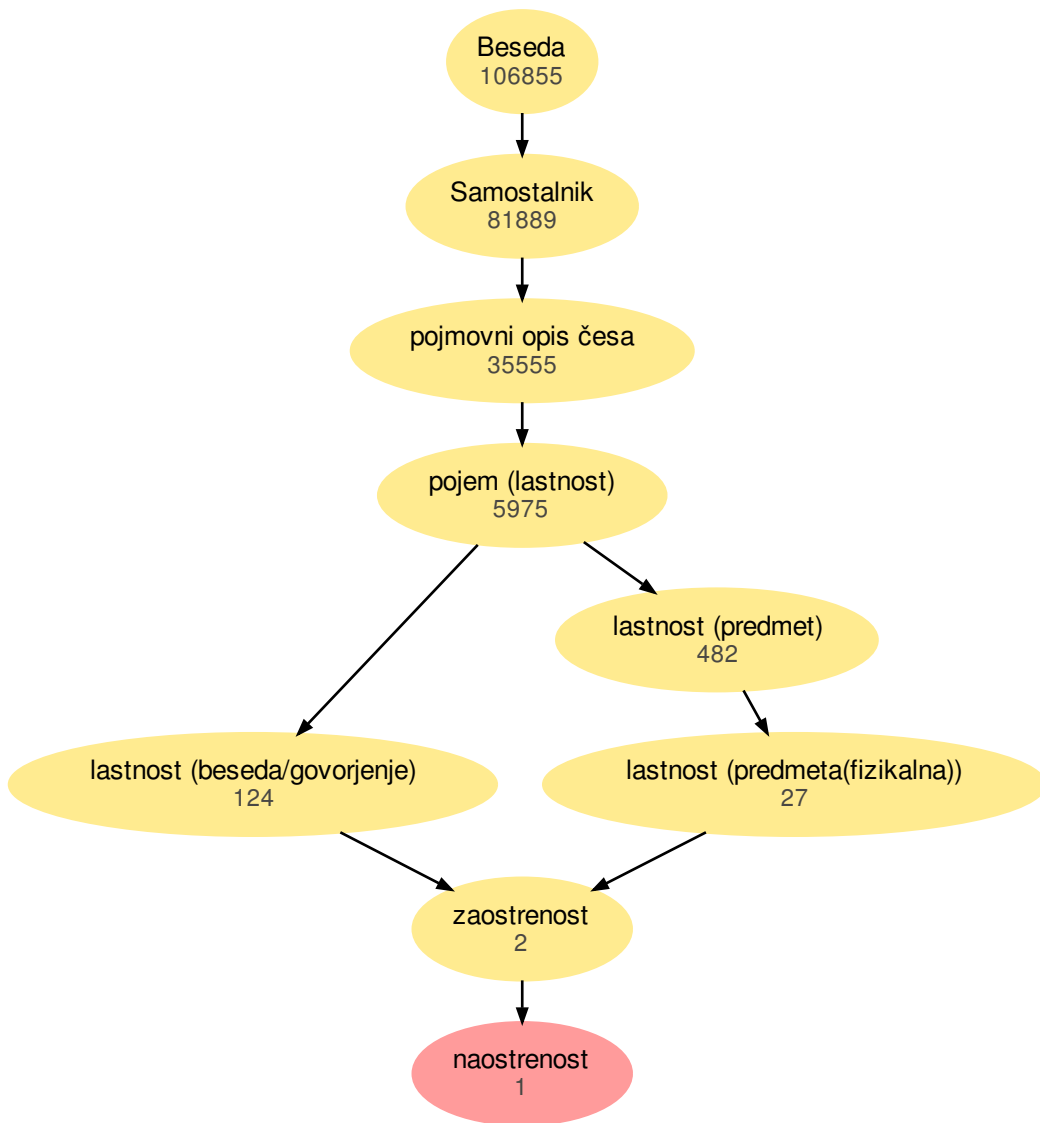 Beseda
106855
Samostalnik
81889
pojmovni opis česa
35555
pojem (lastnost)
5975
lastnost (predmet)
482
lastnost (beseda/govorjenje)
124
lastnost (predmeta(fizikalna))
27
zaostrenost
2
naostrenost
1